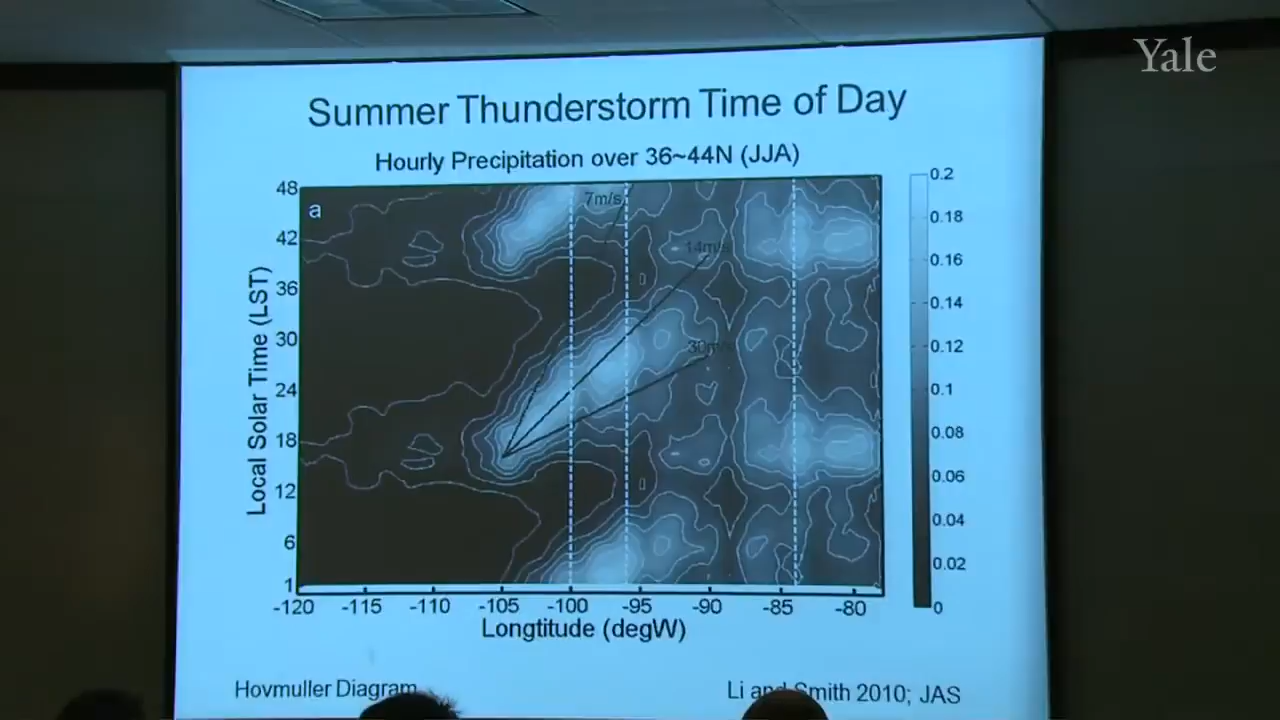 Yale
Summer Thunderstorm Time of Day
Hourly Precipitation over 36~44N (JJA)
a
7m/s
14m/s
30m/s
Local Solar Time (LST)
48
42
36
30
24
18
12
6
1
-120 -115 -110 -105 -100 -95 -90 -85 -80
Longtitude (degW)
0.2
0.18
0.16
0.14
0.12
0.1
0.08
0.06
0.04
0.02
0
Hovmuller Diagram
Li and Smith 2010; JAS